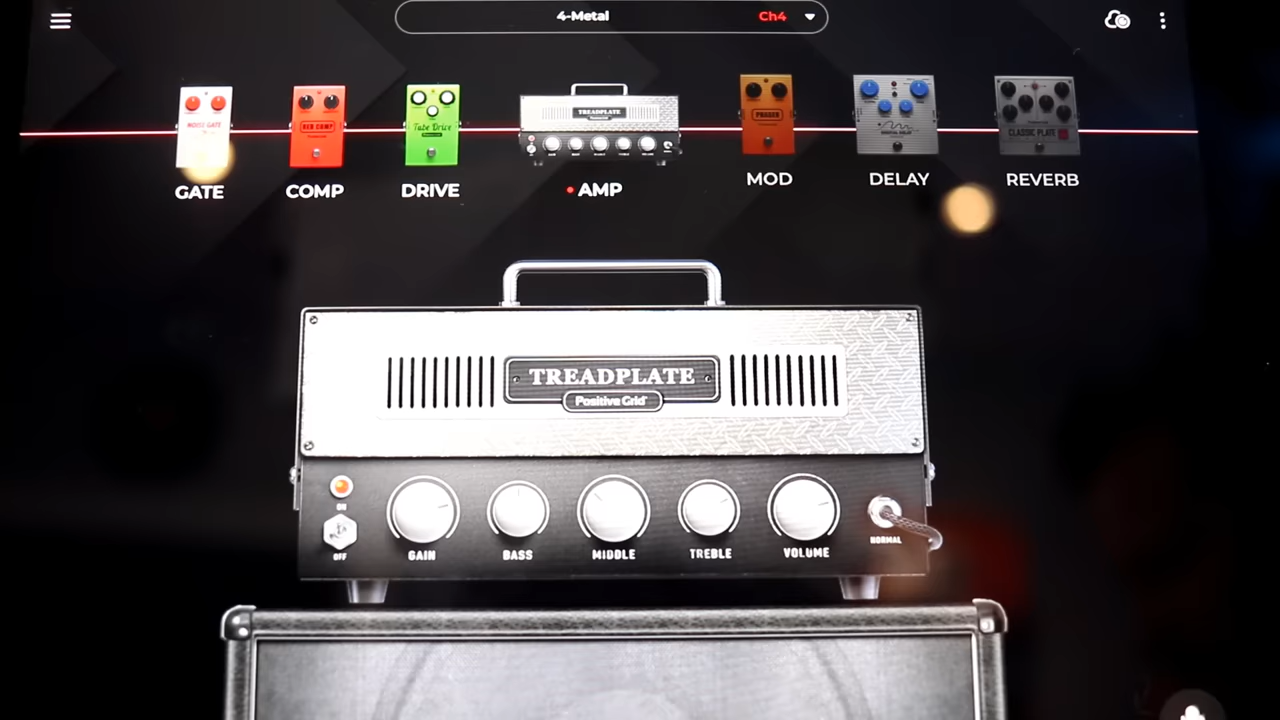 4-Metal Ch4
NOISE GATE
RED COMP
Tube Drive
TREADPLATE
PHASER
CLASSIC PLATE
GATE
COMP
DRIVE
AMP
MOD
DELAY
REVERB
TREADPLATE
Positive Grid
ON
OFF
GAIN
BASS
MIDDLE
TREBLE
VOLUME
NORMAL